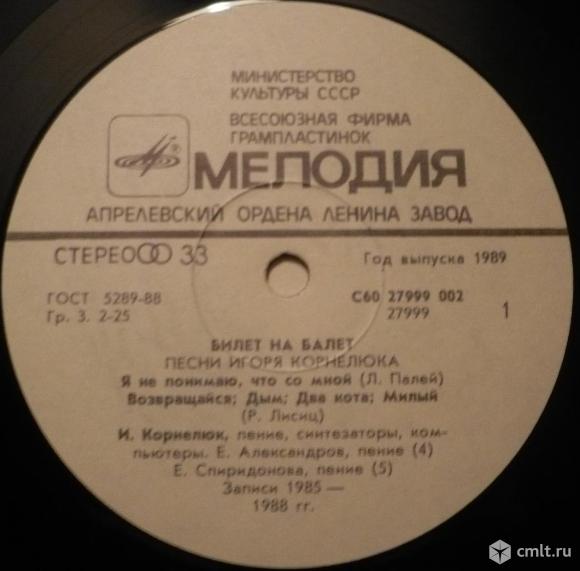 МИНИСТЕРСТВО
КУЛЬТУРЫ СССР
ВСЕСОЮЗНАЯ ФИРМА
ГРАМПЛАСТИНОК
МЕЛОДИЯ
АПРЕЛЕВСКИЙ ОРДЕНА ЛЕНИНА ЗАВОД
СТЕРЕО 33
Год выпуска 1989
ГОСТ 5289-88
Гр. 3. 2-25
С60 27999 002
27999
1
БИЛЕТ НА БАЛЕТ
ПЕСНИ ИГОРЯ КОРНЕЛЮКА
Я не понимаю, что со мной (Л. Палей)
Возвращайся; Дым; Два кота; Милый
(Р. Лисиц)
И. Корнелюк, пение, синтезаторы, ком-
пьютеры. Е. Александров, пение (4)
Е. Спиридонова, пение (5)
Записи 1985 —
1988 гг.
cmlt.ru